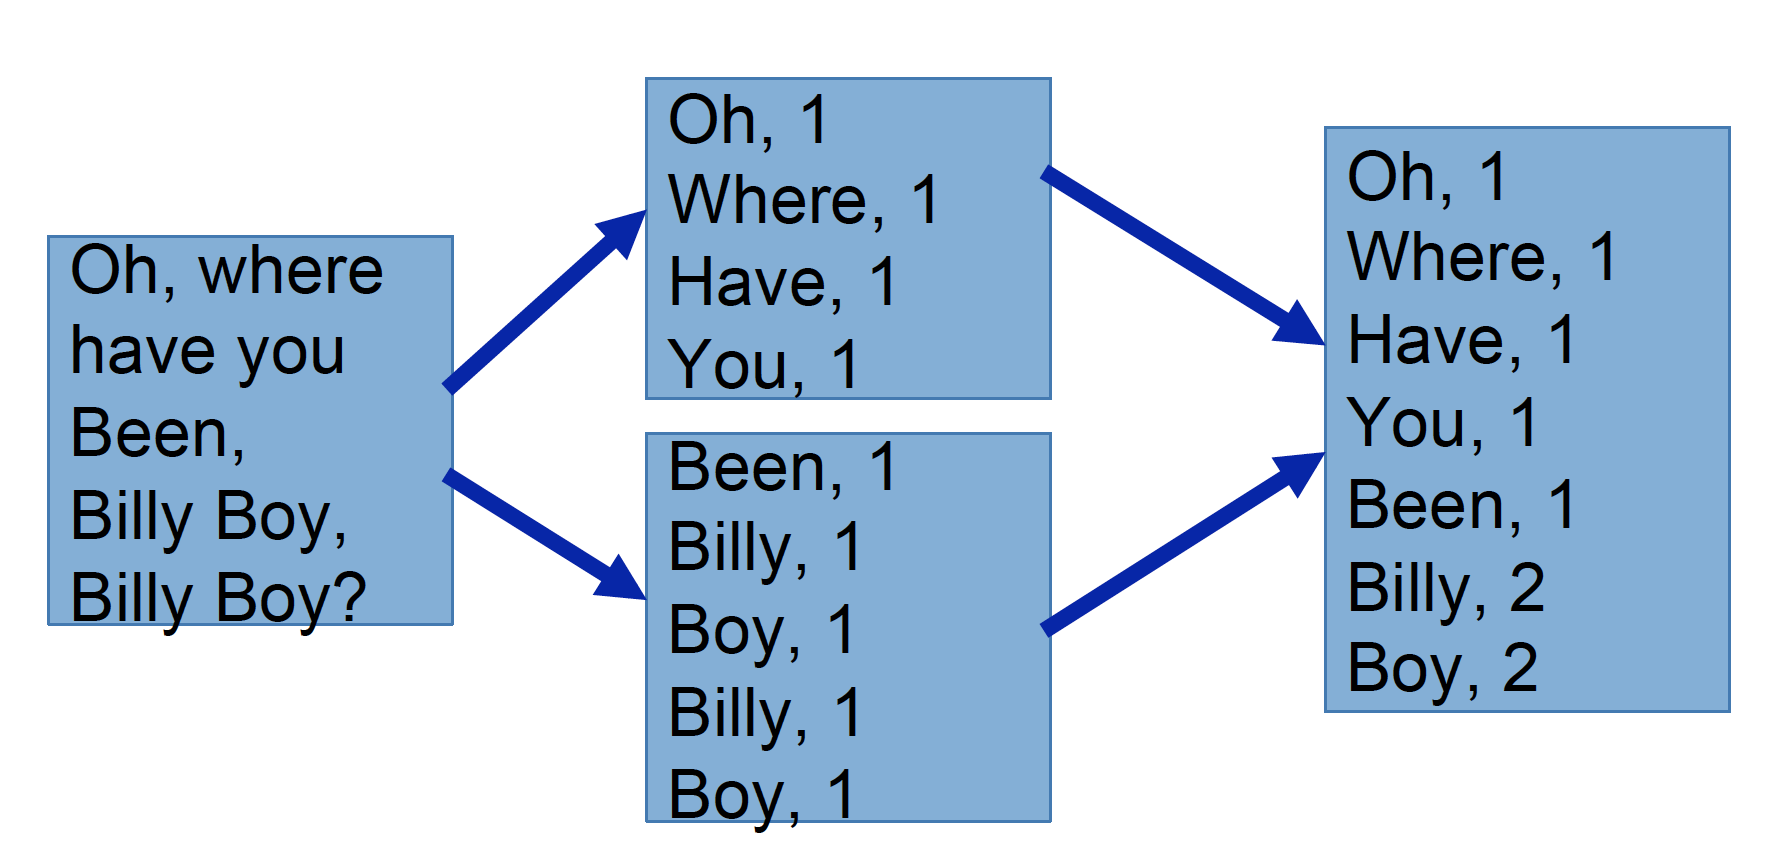 Oh, where
have you
Been,
Billy Boy,
Billy Boy?
Oh, 1
Where, 1
Have, 1
You, 1
Been, 1
Billy, 1
Boy, 1
Billy, 1
Boy, 1
Oh, 1
Where, 1
Have, 1
You, 1
Been, 1
Billy, 2
Boy, 2